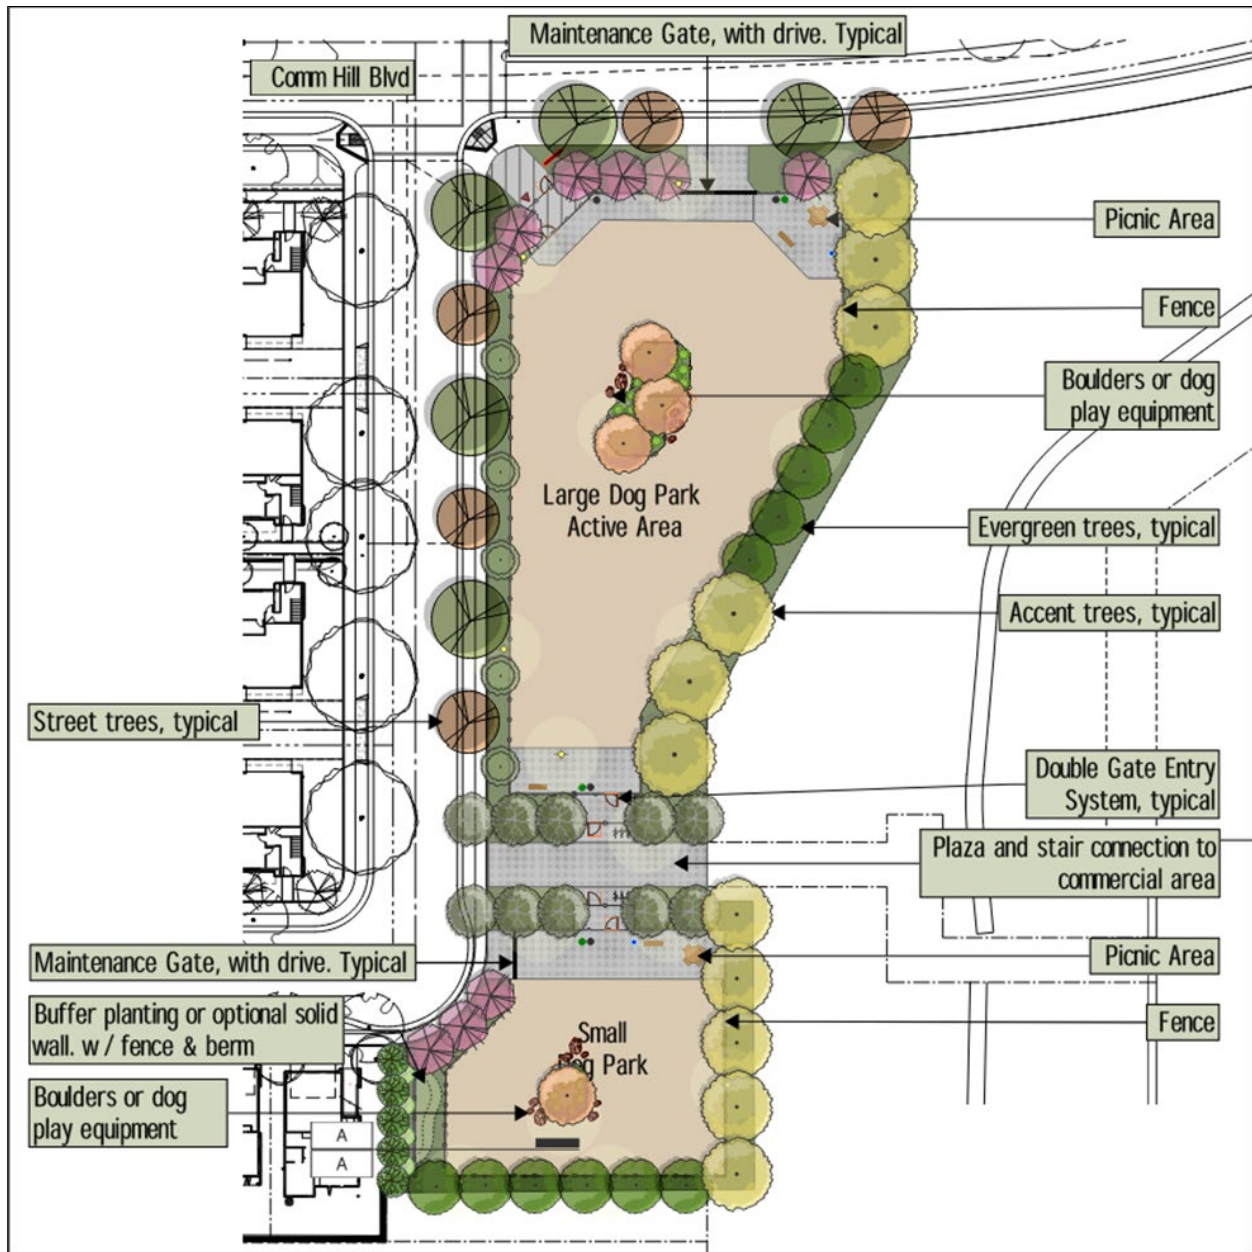 Maintenance Gate, with drive. Typical
Comm Hill Blvd
Picnic Area
Fence
Boulders or dog
play equipment
Large Dog Park
Active Area
Evergreen trees, typical
Accent trees, typical
Street trees, typical
Double Gate Entry
System, typical
Plaza and stair connection to
commercial area
Maintenance Gate, with drive. Typical
Picnic Area
Buffer planting or optional solid
wall. w / fence & berm
Fence
Small
Dog Park
Boulders or dog
play equipment
A
A